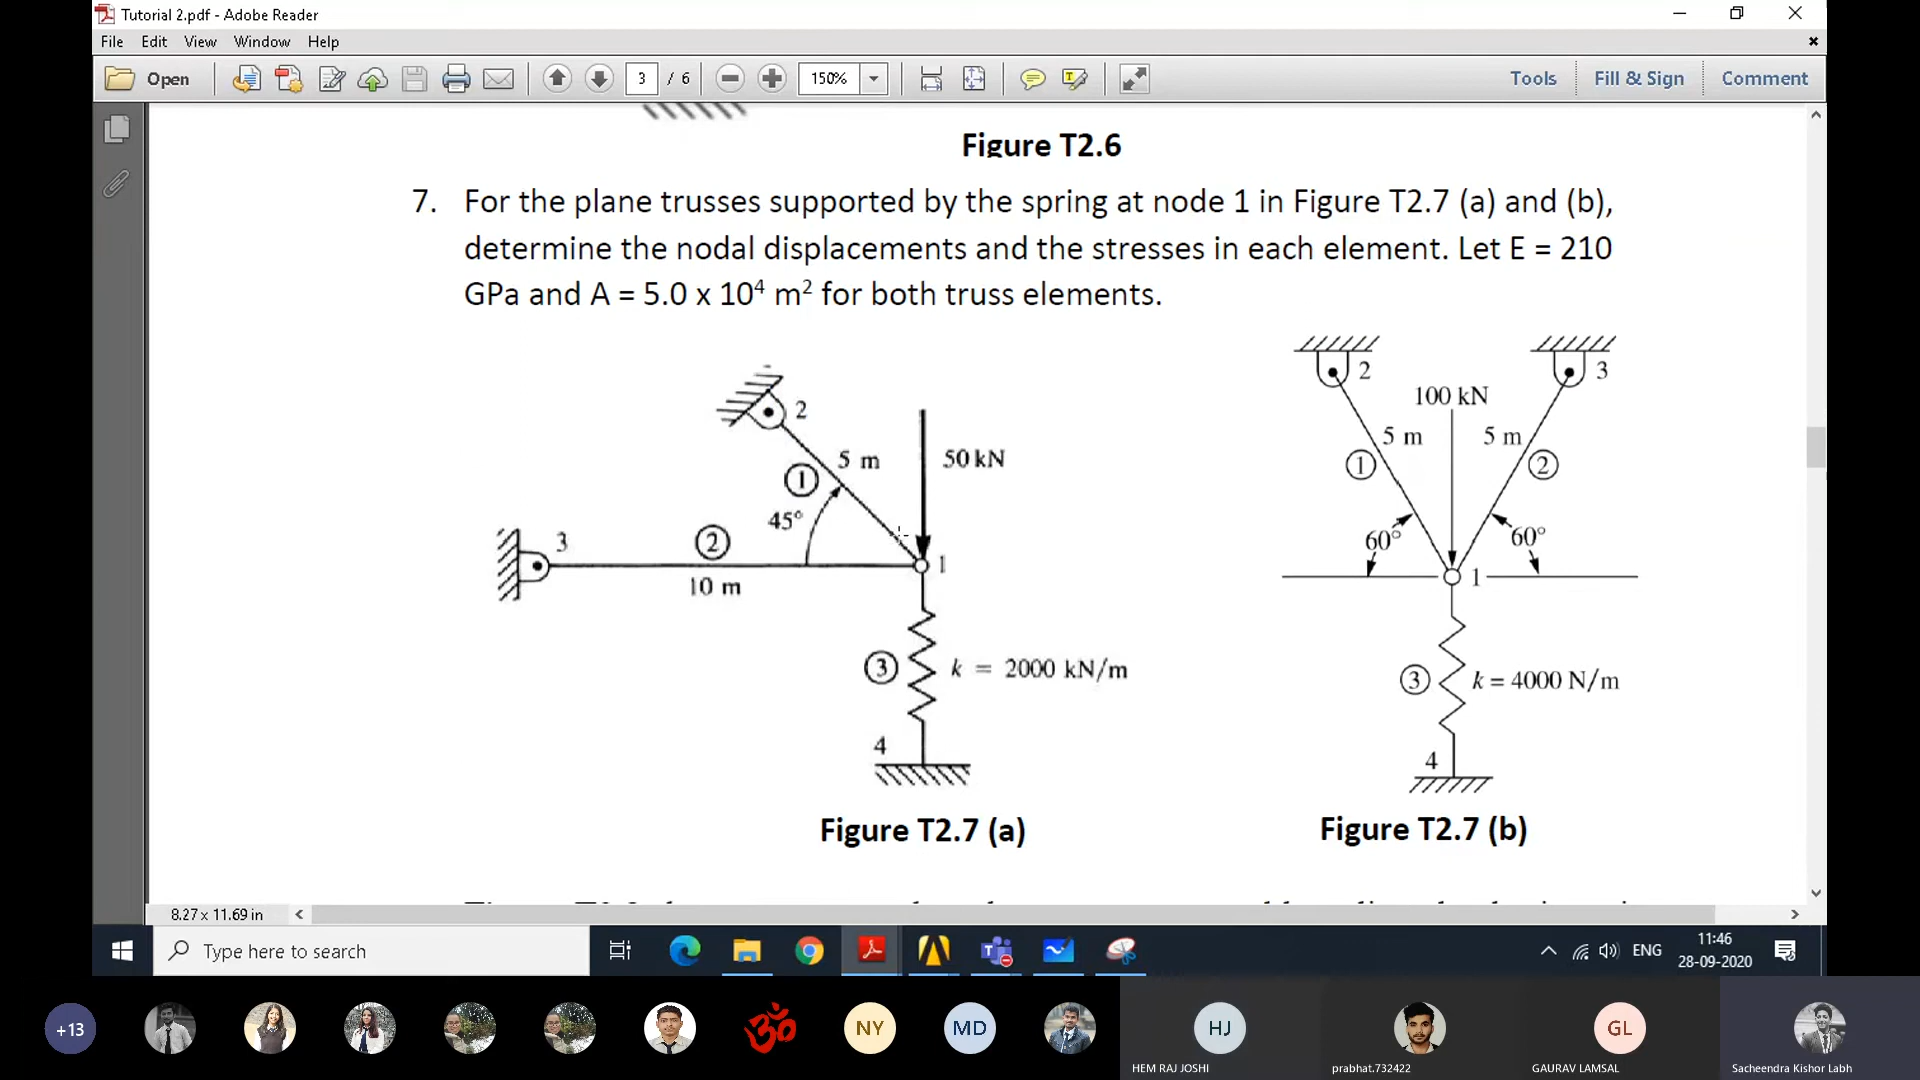 Tutorial 2.pdf - Adobe Reader
File Edit View Window Help
Open 3 / 6 150% Tools Fill & Sign Comment
Figure T2.6
7. For the plane trusses supported by the spring at node 1 in Figure T2.7 (a) and (b),
determine the nodal displacements and the stresses in each element. Let E = 210
GPa and A = 5.0 x 10⁴ m² for both truss elements.
2
5 m
50 kN
1
45°
3
2
10 m
1
3
k = 2000 kN/m
4
Figure T2.7 (a)
2
3
100 kN
5 m
5 m
1
2
60°
60°
1
3
k = 4000 N/m
4
Figure T2.7 (b)
8.27 x 11.69 in
Type here to search
ENG
11:46
28-09-2020
+13
ॐ
NY
MD
HJ
GL
HEM RAJ JOSHI
prabhat.732422
GAURAV LAMSAL
Sacheendra Kishor Labh